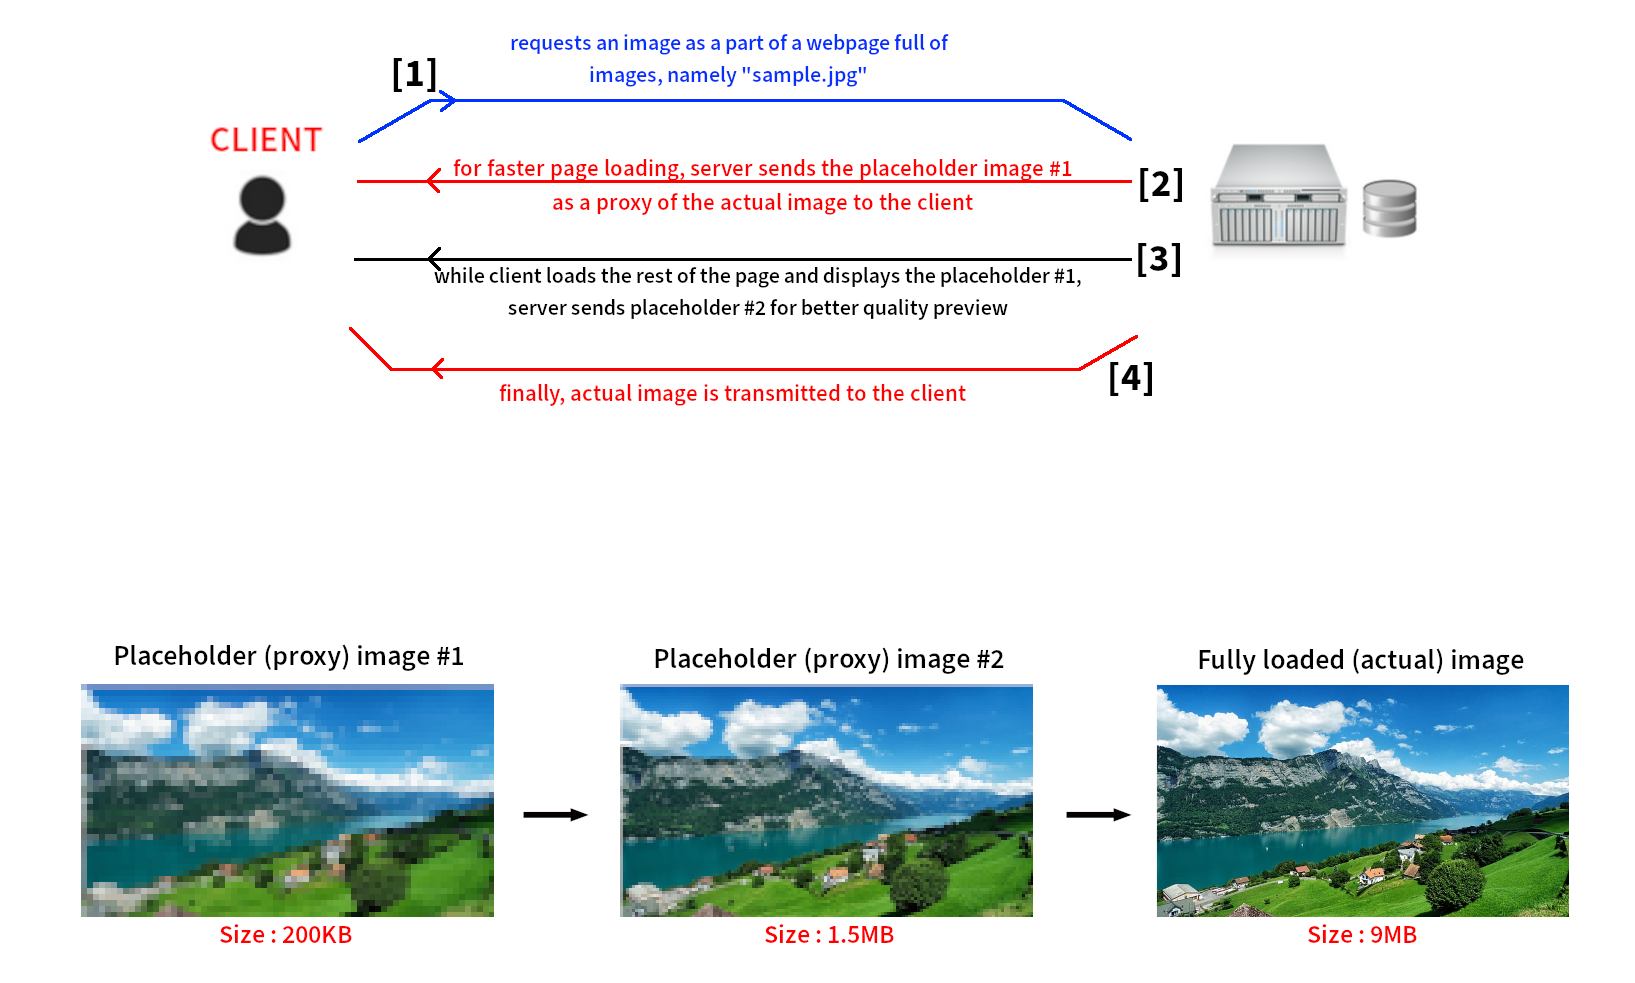 requests an image as a part of a webpage full of
images, namely "sample.jpg"
[1]
CLIENT
for faster page loading, server sends the placeholder image #1
as a proxy of the actual image to the client
[2]
[3]
while client loads the rest of the page and displays the placeholder #1,
server sends placeholder #2 for better quality preview
[4]
finally, actual image is transmitted to the client
Placeholder (proxy) image #1
Placeholder (proxy) image #2
Fully loaded (actual) image
Size : 200KB
Size : 1.5MB
Size : 9MB